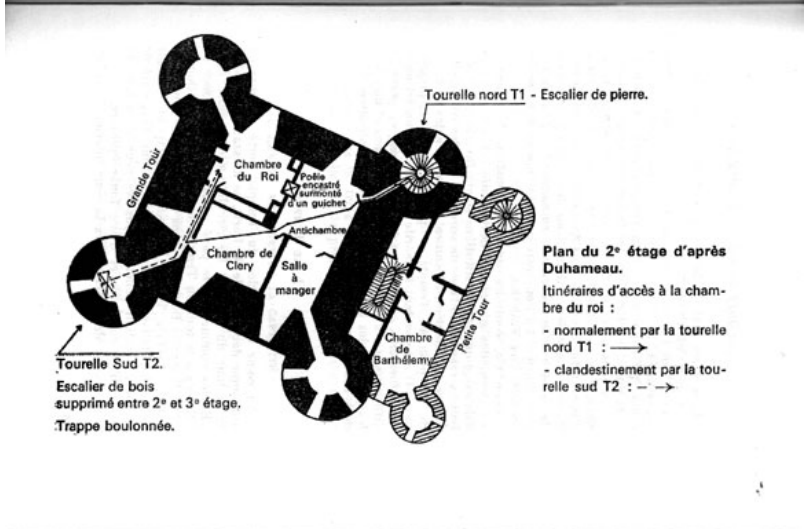 Tourelle nord T1 - Escalier de pierre.
Grande Tour
Chambre
du Roi
Poêle
encastré
surmonté
d'un guichet
Antichambre
Chambre de
Clery
Salle
à
manger
Chambre
de
Barthélemy
Petite Tour
Plan du 2e étage d'après
Duhameau.
Itinéraires d'accès à la cham-
bre du roi :
- normalement par la tourelle
nord T1 :
- clandestinement par la tou-
relle sud T2 :
Tourelle Sud T2.
Escalier de bois
supprimé entre 2e et 3e étage.
Trappe boulonnée.